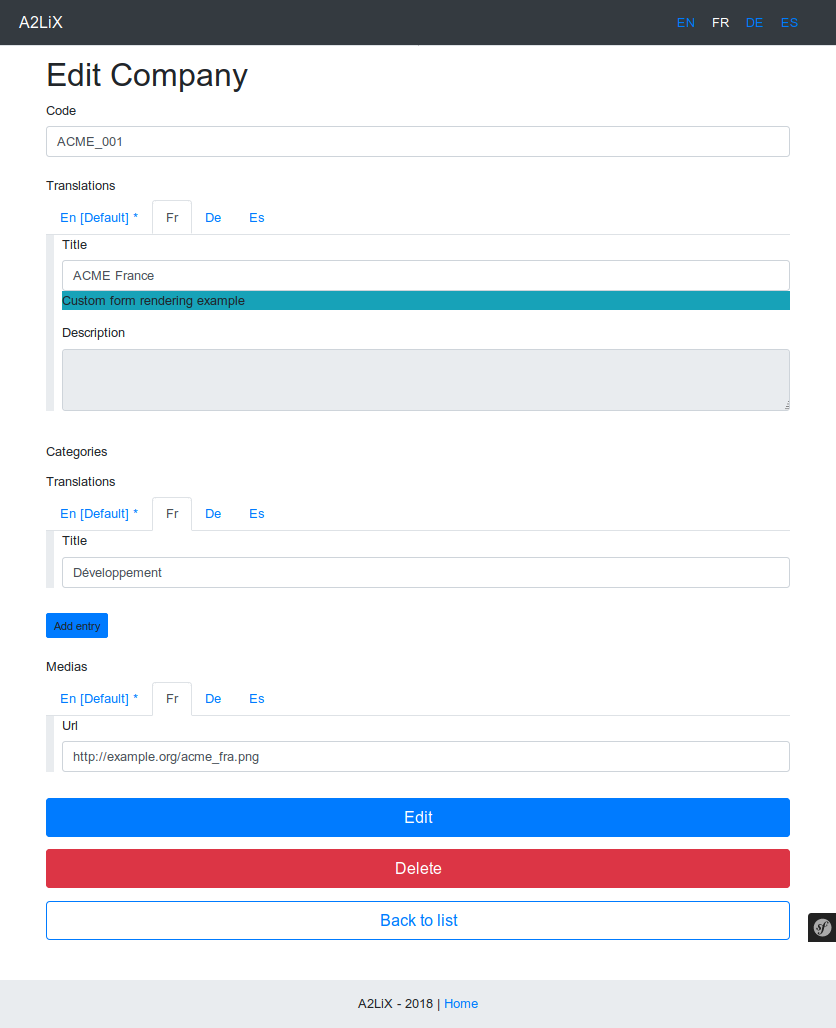 A2LiX EN FR DE ES
Edit Company
Code
ACME_001
Translations
En [Default] * Fr De Es
Title
ACME France
Custom form rendering example
Description
Categories
Translations
En [Default] * Fr De Es
Title
Développement
Add entry
Medias
En [Default] * Fr De Es
Url
http://example.org/acme_fra.png
Edit
Delete
Back to list
sf
A2LiX - 2018 | Home